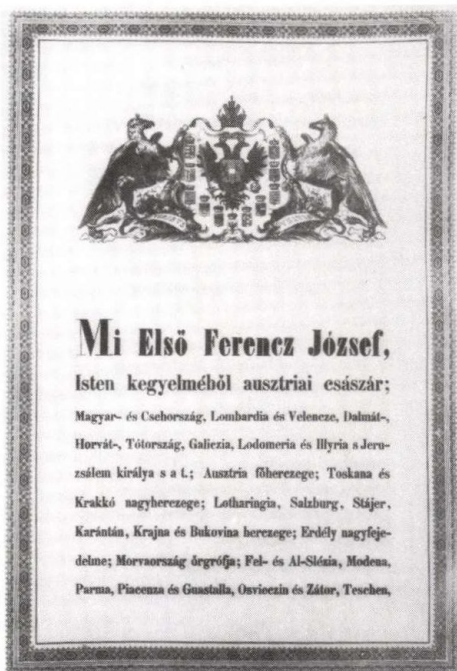 Mi Első Ferencz József,
Isten kegyelméből ausztriai császár;
Magyar- és Csehország, Lombardia és Velencze, Dalmát-,
Horvát-, Tótország, Galiczia, Lodomeria és Illyria s Jeru-
zsálem királya s a t.; Ausztria főherczege; Toskana és
Krakkó nagyherczege; Lotharingia, Salzburg, Stájer,
Karántán, Krajna és Bukovina herczege; Erdély nagyfeje-
delme; Morvaország őrgrófja; Fel- és Al-Slézia, Modena,
Parma, Piacenza és Guastalla, Osvieczin és Zátor, Teschen,